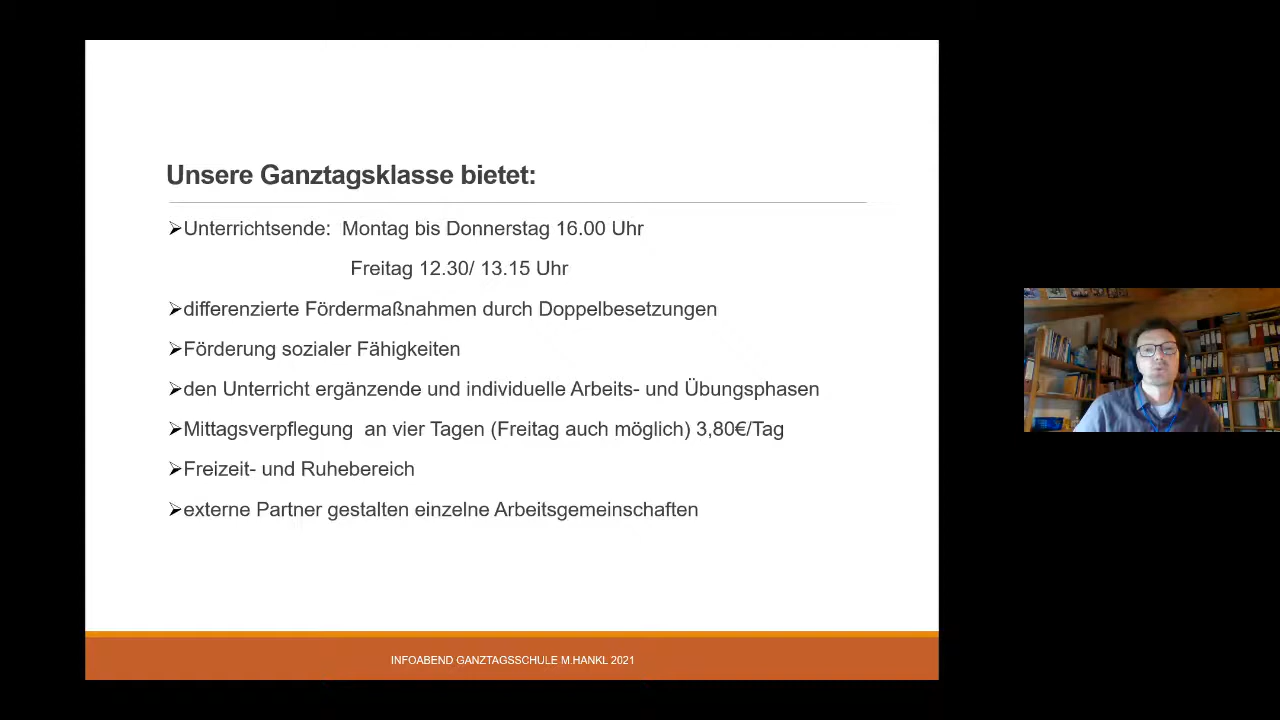 Unsere Ganztagsklasse bietet:
➢Unterrichtsende: Montag bis Donnerstag 16.00 Uhr
Freitag 12.30/ 13.15 Uhr
➢differenzierte Fördermaßnahmen durch Doppelbesetzungen
➢Förderung sozialer Fähigkeiten
➢den Unterricht ergänzende und individuelle Arbeits- und Übungsphasen
➢Mittagsverpflegung an vier Tagen (Freitag auch möglich) 3,80€/Tag
➢Freizeit- und Ruhebereich
➢externe Partner gestalten einzelne Arbeitsgemeinschaften
INFOABEND GANZTAGSSCHULE M.HANKL 2021